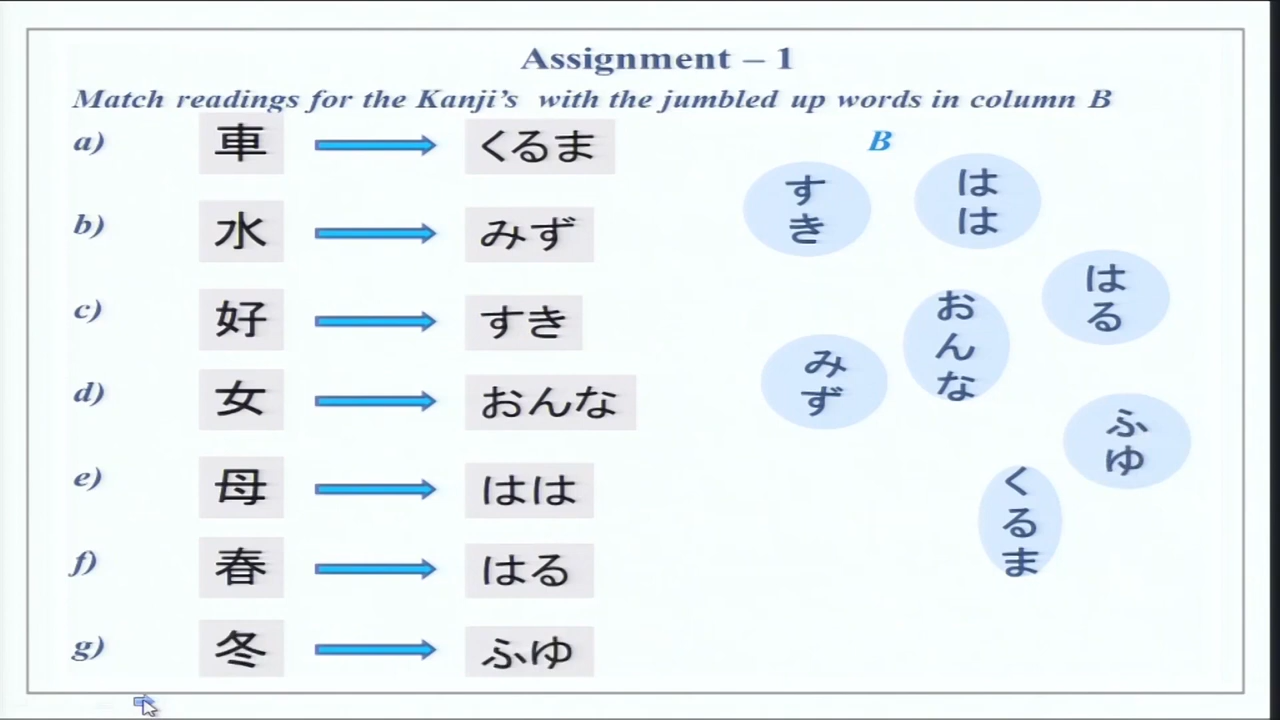 Assignment – 1
Match readings for the Kanji's with the jumbled up words in column B
a) 車 くるま
b) 水 みず
c) 好 すき
d) 女 おんな
e) 母 はは
f) 春 はる
g) 冬 ふゆ
B
すき
はは
はる
おんな
みず
ふゆ
くるま